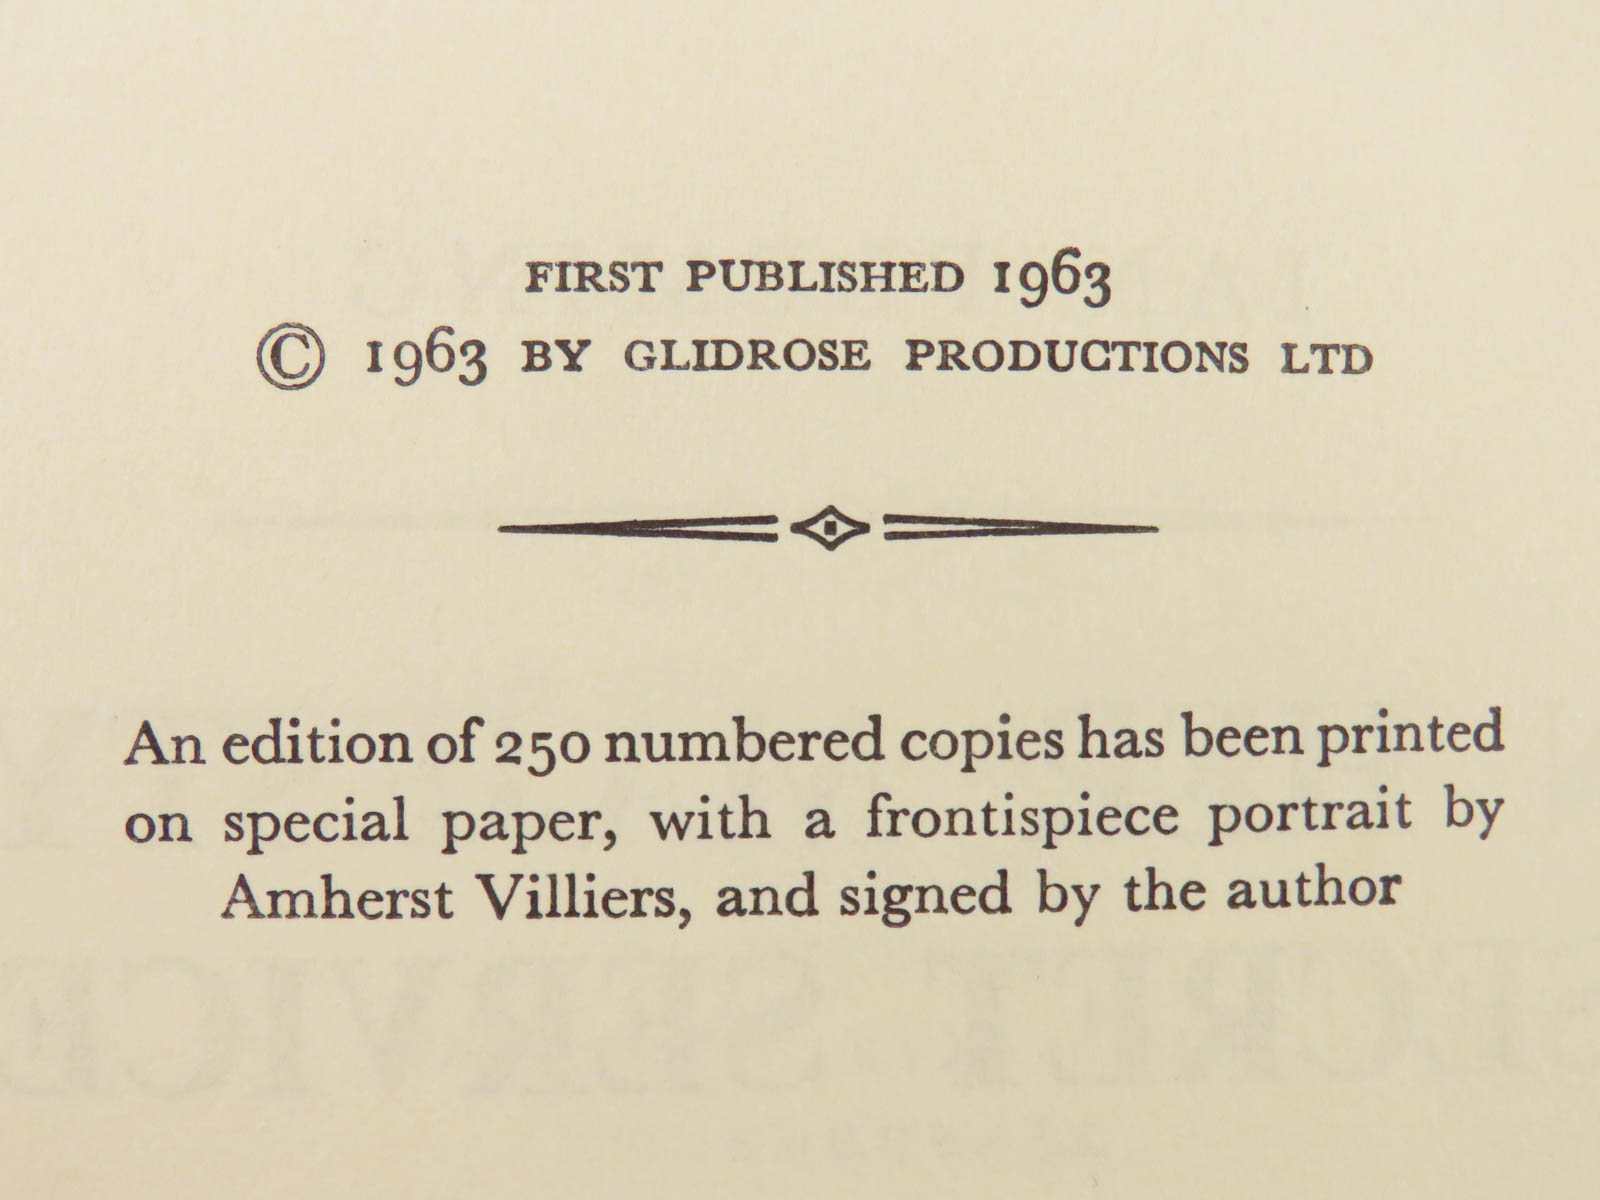 FIRST PUBLISHED 1963
© 1963 BY GLIDROSE PRODUCTIONS LTD
An edition of 250 numbered copies has been printed
on special paper, with a frontispiece portrait by
Amherst Villiers, and signed by the author